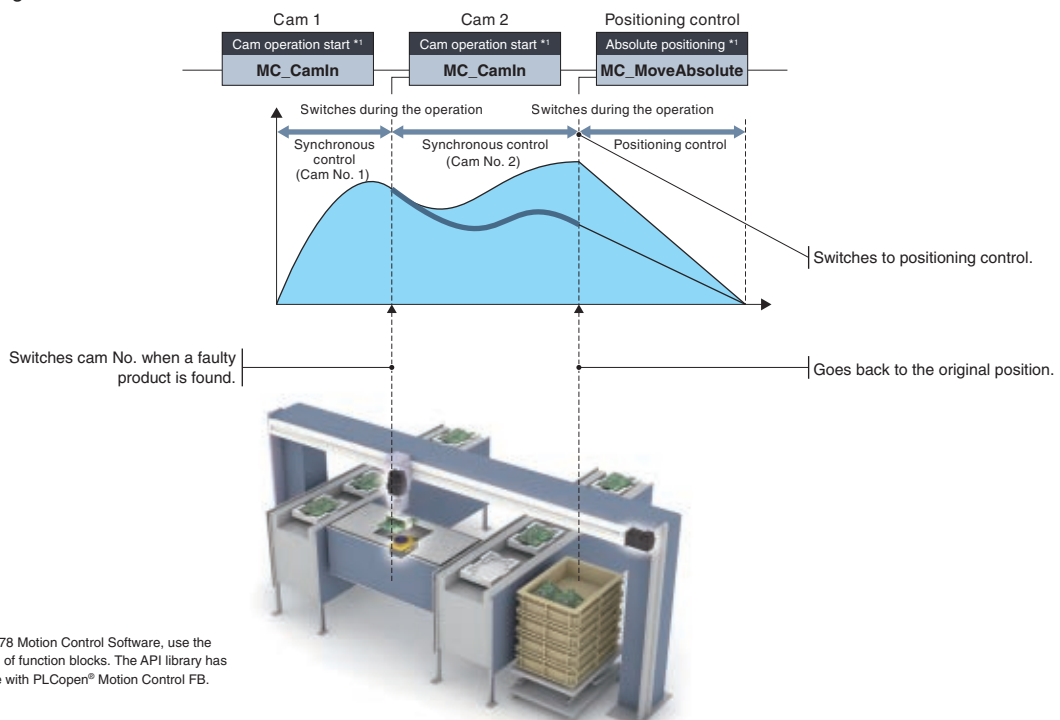 Cam 1
Cam 2
Positioning control
Cam operation start *1
Cam operation start *1
Absolute positioning *1
MC_CamIn
MC_CamIn
MC_MoveAbsolute
Switches during the operation
Switches during the operation
Synchronous
control
(Cam No. 1)
Synchronous control
(Cam No. 2)
Positioning control
Switches to positioning control.
Switches cam No. when a faulty
product is found.
Goes back to the original position.
78 Motion Control Software, use the
of function blocks. The API library has
with PLCopen® Motion Control FB.